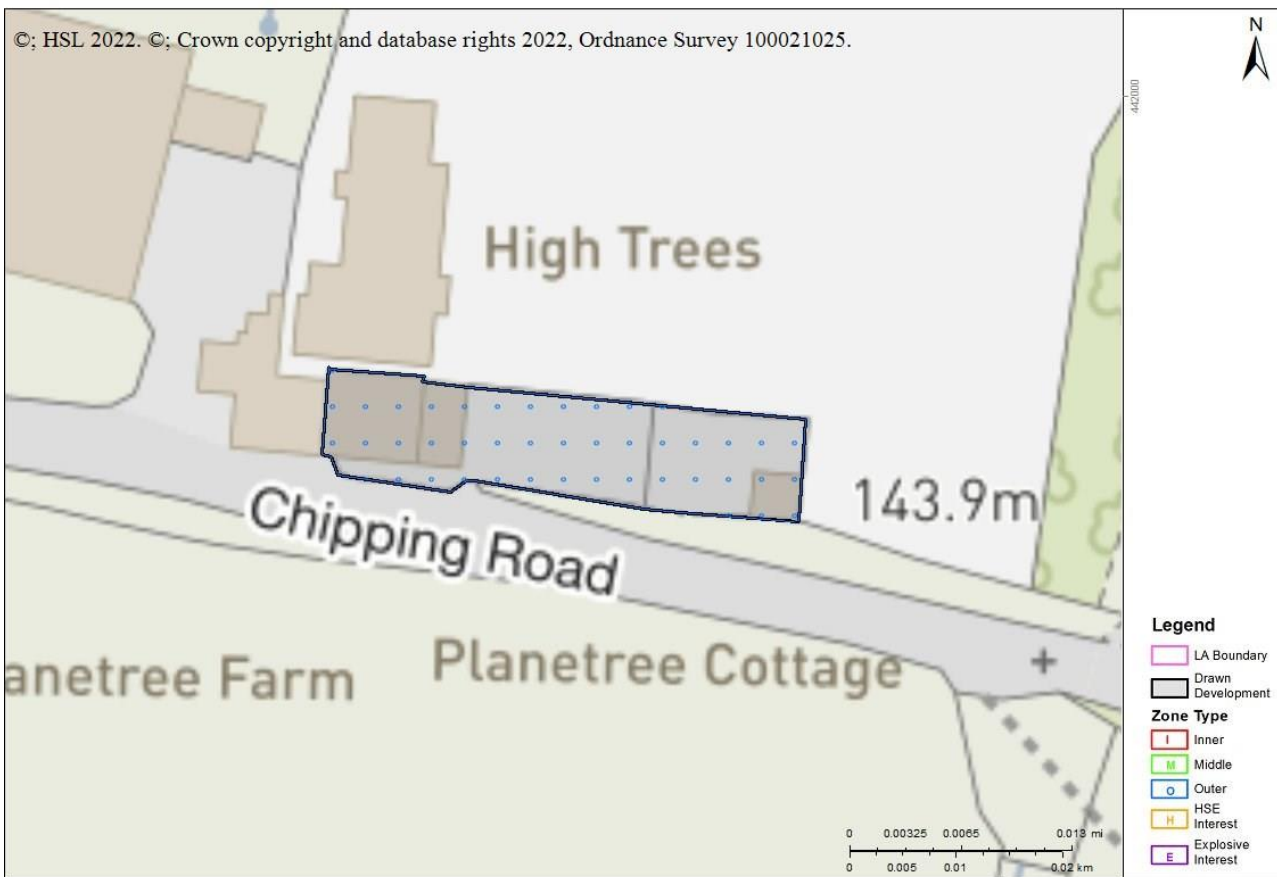 ©; HSL 2022. ©; Crown copyright and database rights 2022, Ordnance Survey 100021025.
N
442000
High Trees
143.9m
Chipping Road
Planetree Cottage
anetree Farm
Legend
LA Boundary
Drawn
Development
Zone Type
I Inner
M Middle
O Outer
H HSE
Interest
E Explosive
Interest
0 0.00325 0.0065 0.013 mi
0 0.005 0.01 0.02 km